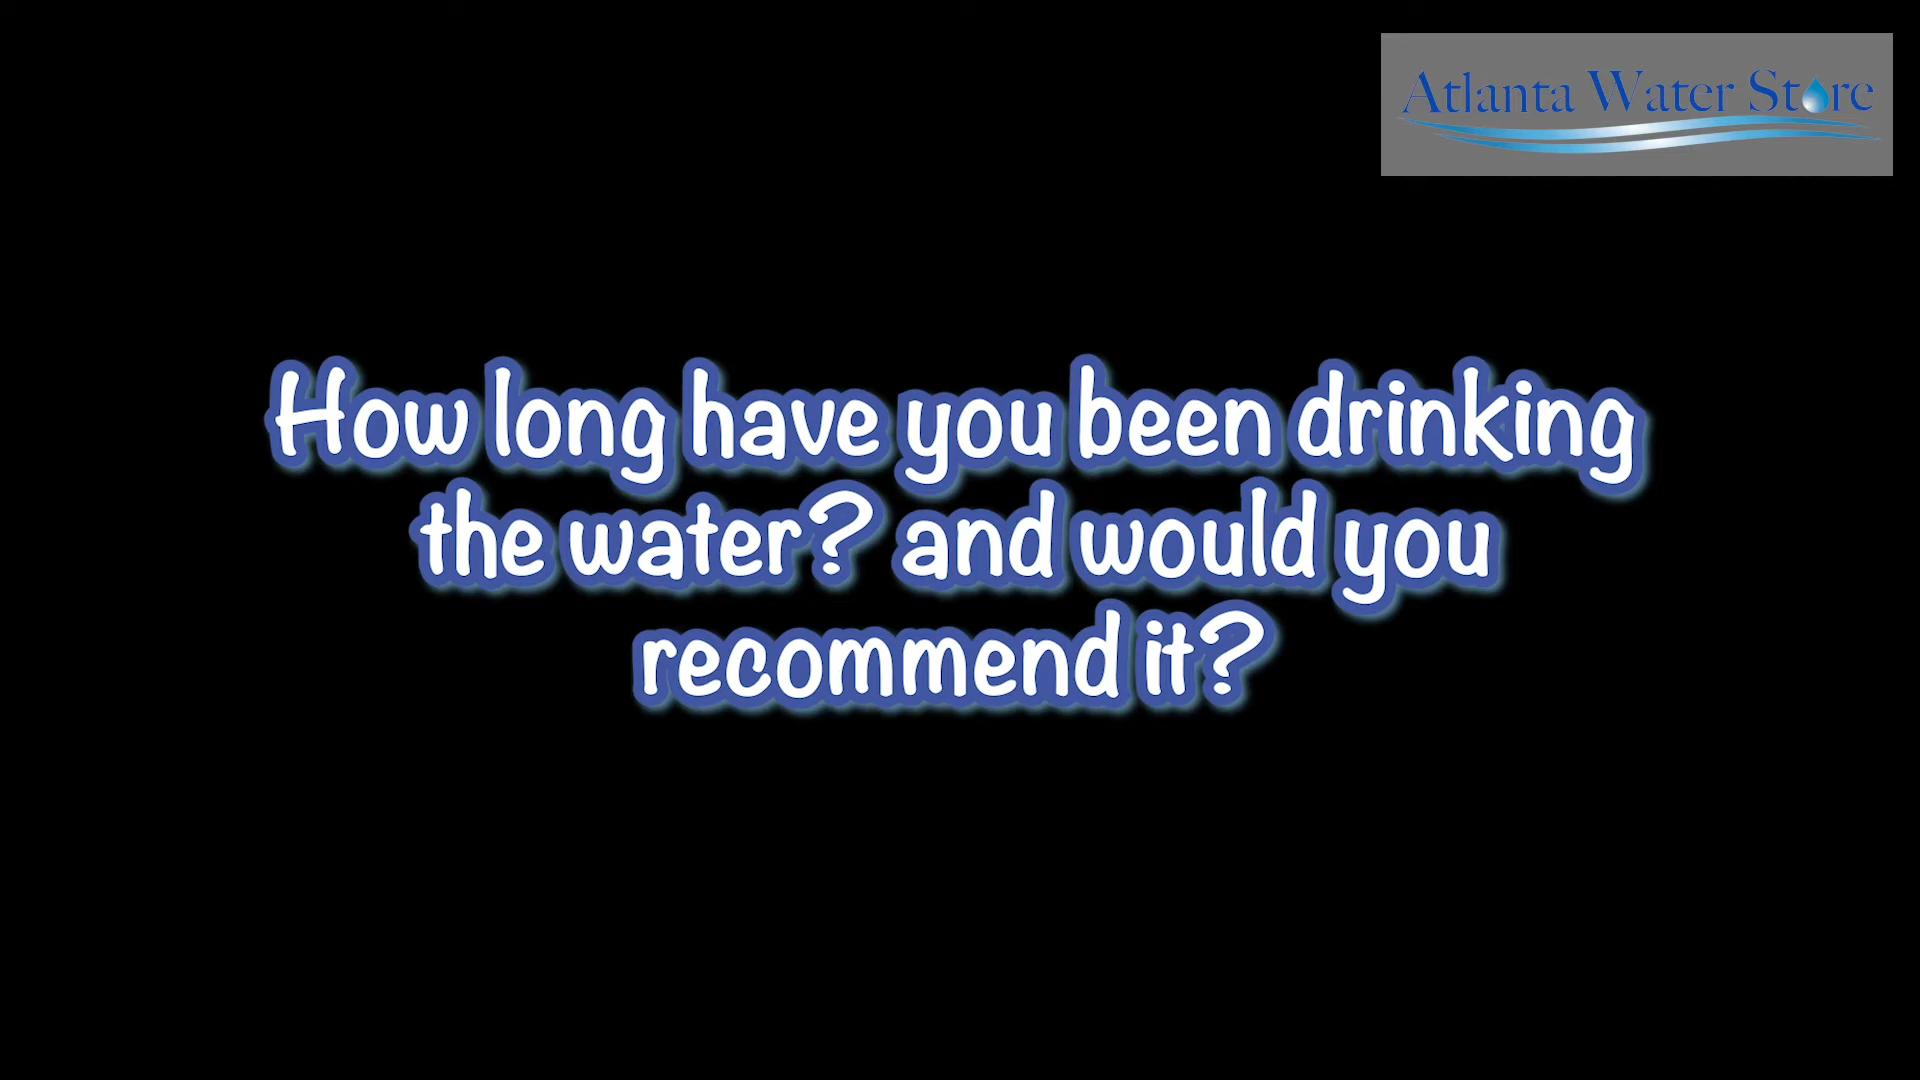 Atlanta Water Store
How long have you been drinking
the water? and would you
recommend it?